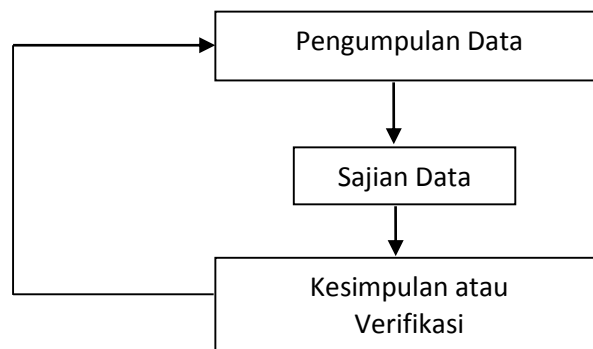 Pengumpulan Data
Sajian Data
Kesimpulan atau
Verifikasi